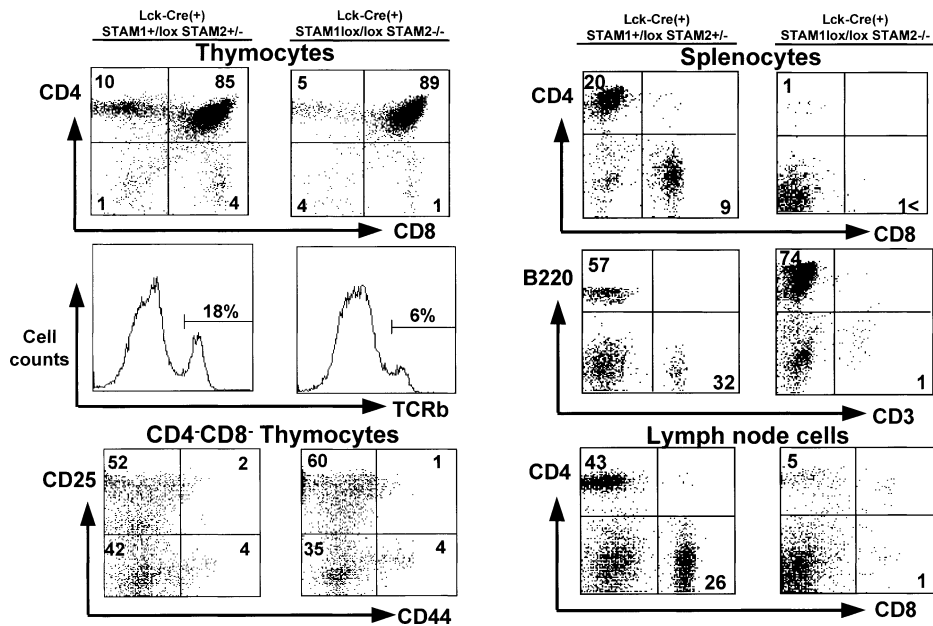 Lck-Cre(+)
STAM1+/lox STAM2+/-
Lck-Cre(+)
STAM1lox/lox STAM2-/-
Thymocytes
CD4
10
85
1
4
5
89
4
1
CD8
Cell
counts
18%
6%
TCRb
CD4-CD8- Thymocytes
CD25
52
2
42
4
60
1
35
4
CD44
Lck-Cre(+)
STAM1+/lox STAM2+/-
Lck-Cre(+)
STAM1lox/lox STAM2-/-
Splenocytes
CD4
20
9
1
1<
CD8
B220
57
32
74
1
CD3
Lymph node cells
CD4
43
26
5
1
CD8